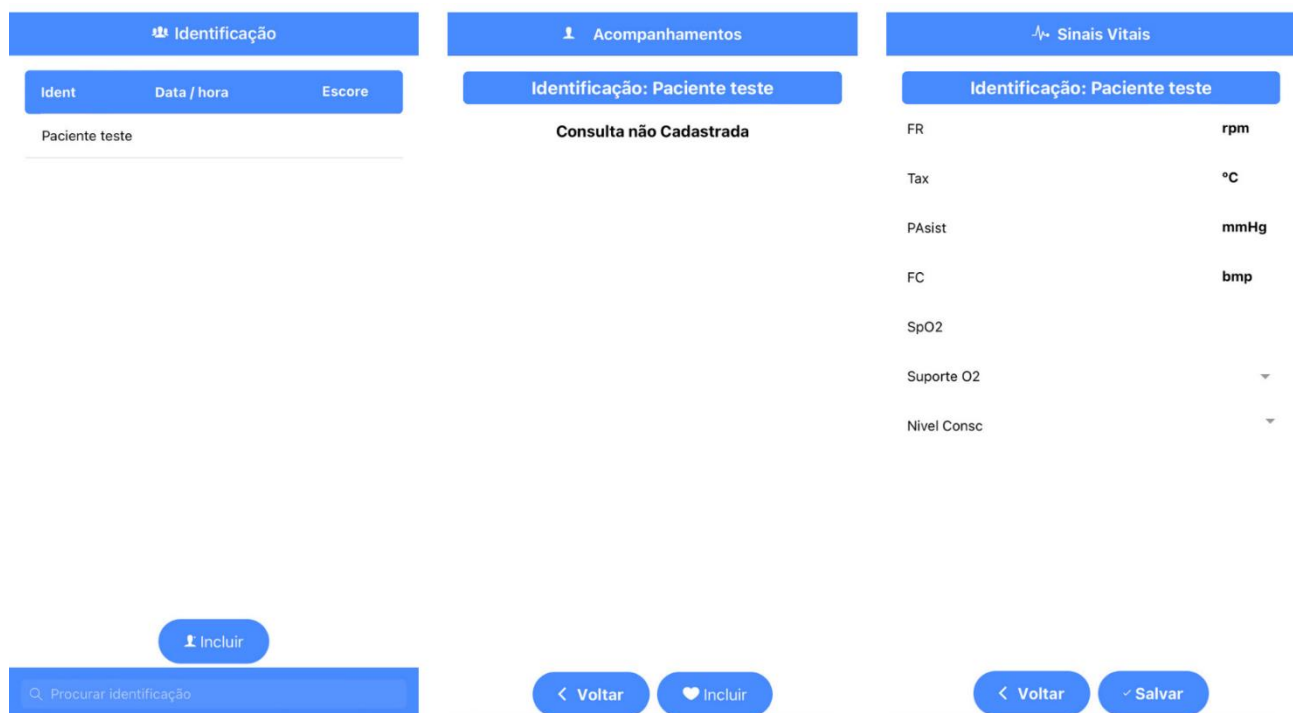 Identificação
Ident Data / hora Escore
Paciente teste
Incluir
Procurar identificação
Acompanhamentos
Identificação: Paciente teste
Consulta não Cadastrada
Voltar
Incluir
Sinais Vitais
Identificação: Paciente teste
FR rpm
Tax ºC
PAsist mmHg
FC bmp
SpO2
Suporte O2
Nivel Consc
Voltar
Salvar